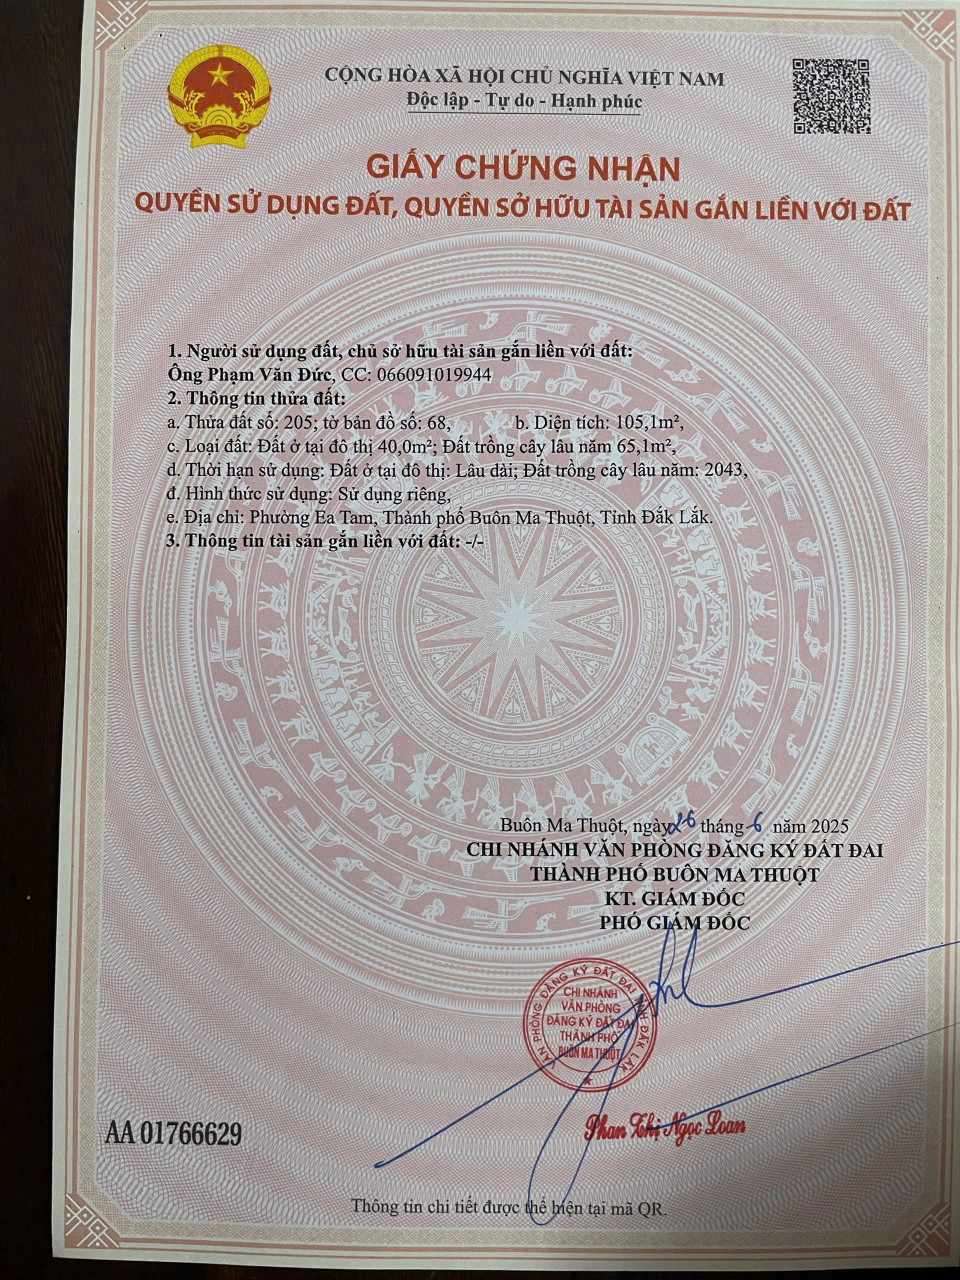 CỘNG HÒA XÃ HỘI CHỦ NGHĨA VIỆT NAM
Độc lập - Tự do - Hạnh phúc
GIẤY CHỨNG NHẬN
QUYỀN SỬ DỤNG ĐẤT, QUYỀN SỞ HỮU TÀI SẢN GẮN LIỀN VỚI ĐẤT
1. Người sử dụng đất, chủ sở hữu tài sản gắn liền với đất:
Ông Phạm Văn Đức, CC: 066091019944
2. Thông tin thửa đất:
a. Thửa đất số: 205; tờ bản đồ số: 68, b. Diện tích: 105,1m²,
c. Loại đất: Đất ở tại đô thị 40,0m²; Đất trồng cây lâu năm 65,1m²,
d. Thời hạn sử dụng: Đất ở tại đô thị: Lâu dài; Đất trồng cây lâu năm: 2043,
đ. Hình thức sử dụng: Sử dụng riêng,
e. Địa chỉ: Phường Ea Tam, Thành phố Buôn Ma Thuột, Tỉnh Đắk Lắk.
3. Thông tin tài sản gắn liền với đất: -/-
Buôn Ma Thuột, ngày 26 tháng 6 năm 2025
CHI NHÁNH VĂN PHÒNG ĐĂNG KÝ ĐẤT ĐAI
THÀNH PHỐ BUÔN MA THUỘT
KT. GIÁM ĐỐC
PHÓ GIÁM ĐỐC
VĂN PHÒNG ĐĂNG KÝ ĐẤT ĐAI TỈNH ĐẮK LẮK
CHI NHÁNH
VĂN PHÒNG
ĐĂNG KÝ ĐẤT ĐAI
THÀNH PHỐ
BUÔN MA THUỘT
Phan Thị Ngọc Loan
AA 01766629
Thông tin chi tiết được thể hiện tại mã QR.